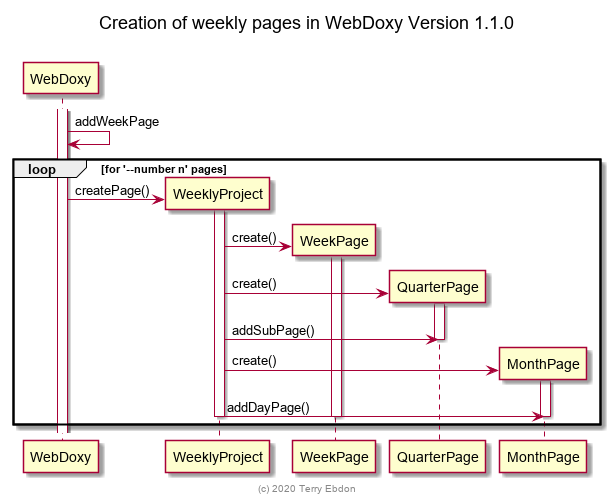 Creation of weekly pages in WebDoxy Version 1.1.0
WebDoxy
addWeekPage
loop [for '--number n' pages]
createPage() WeeklyProject
create() WeekPage
create() QuarterPage
addSubPage()
create() MonthPage
addDayPage()
WebDoxy WeeklyProject WeekPage QuarterPage MonthPage
(c) 2020 Terry Ebdon